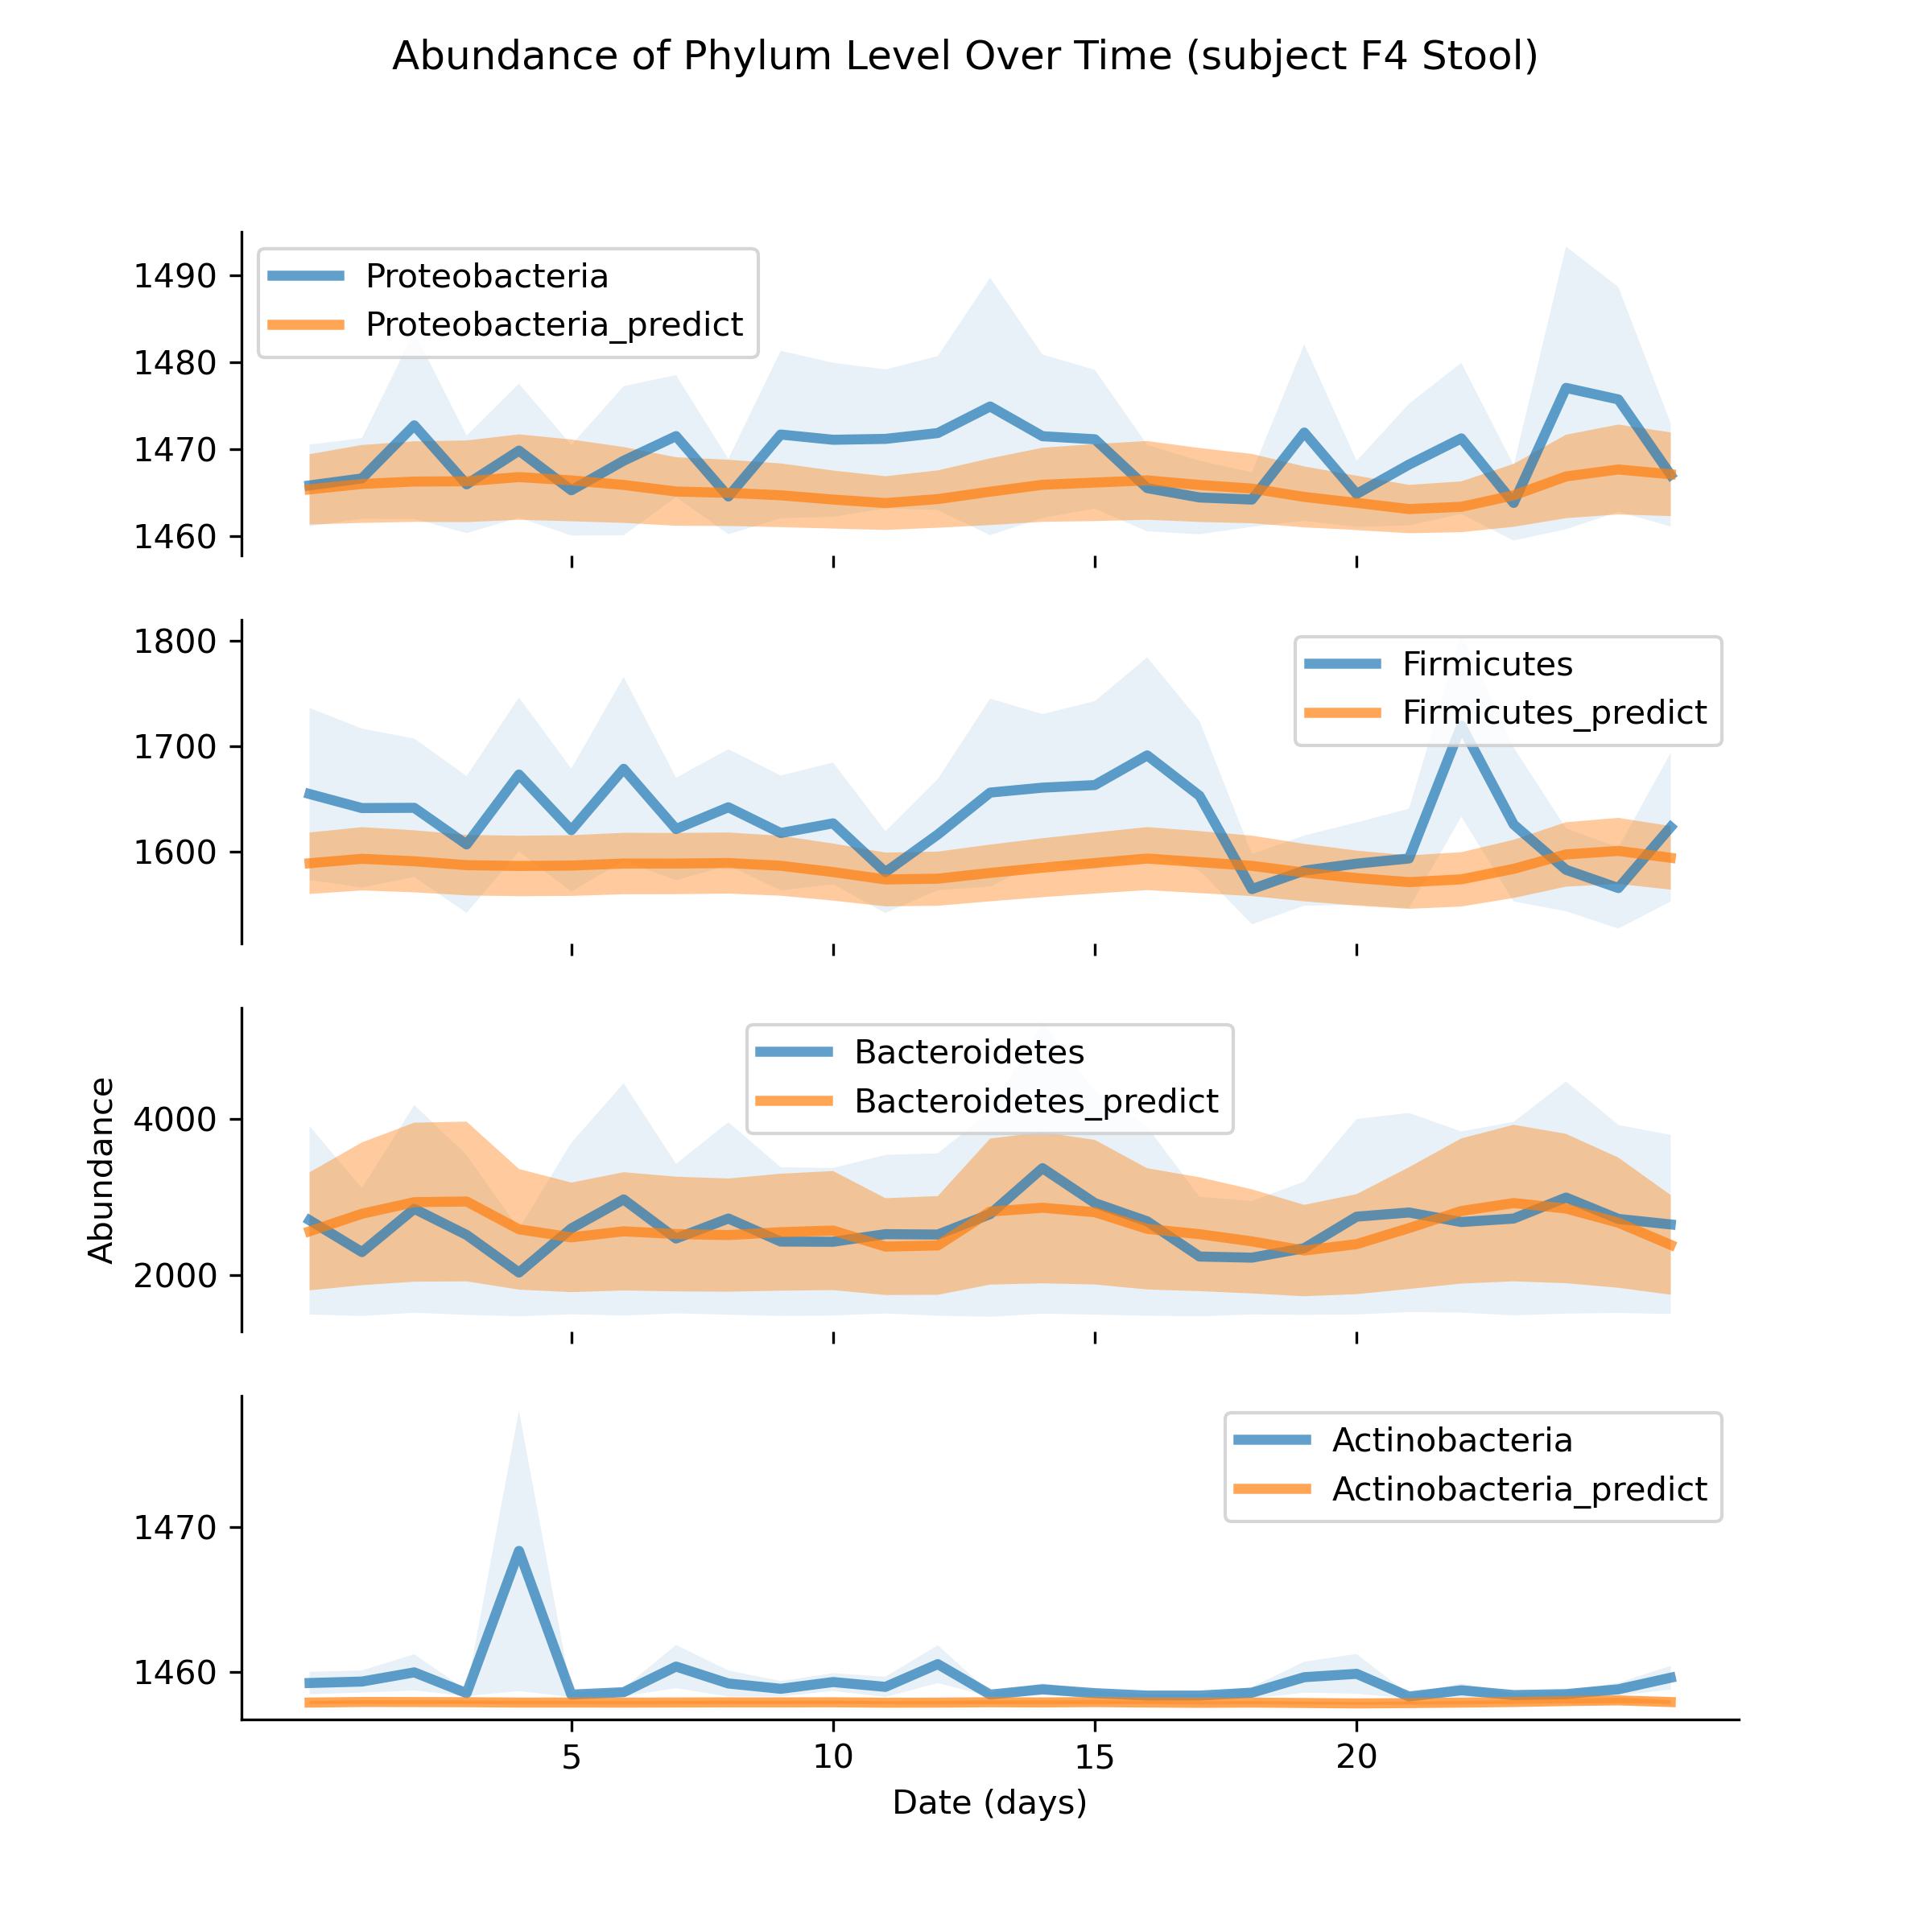 Abundance of Phylum Level Over Time (subject F4 Stool)
1490
1480
1470
1460
Proteobacteria
Proteobacteria_predict
1800
1700
1600
Firmicutes
Firmicutes_predict
Abundance
4000
2000
Bacteroidetes
Bacteroidetes_predict
1470
1460
Actinobacteria
Actinobacteria_predict
5 10 15 20
Date (days)